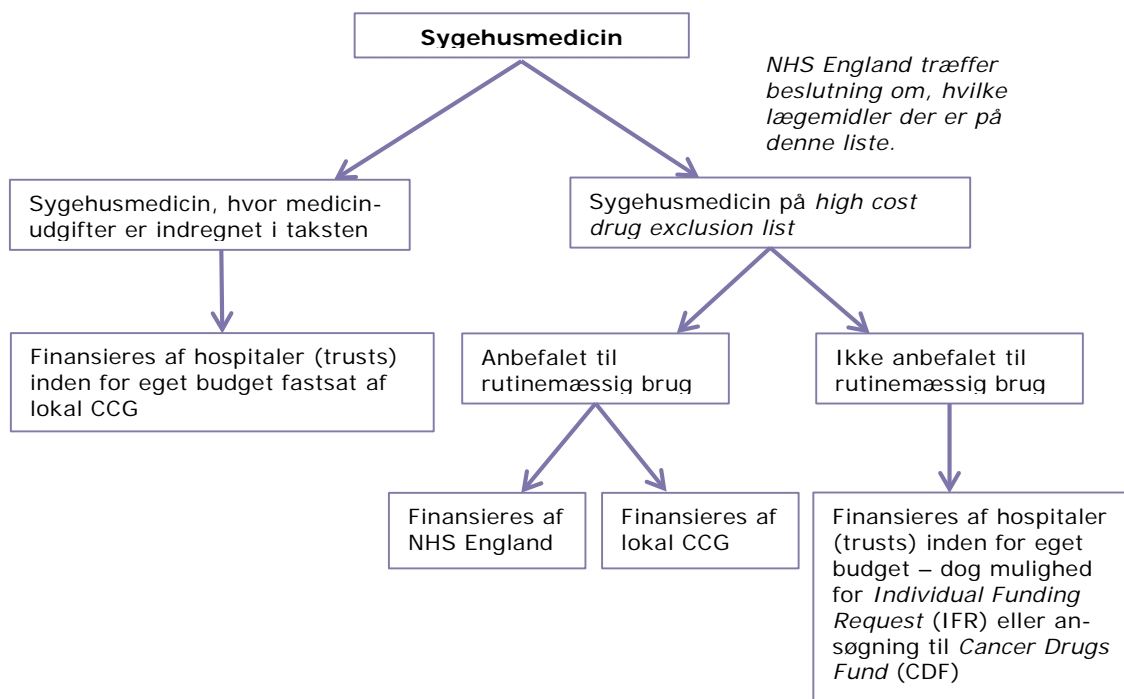 Sygehusmedicin
NHS England træffer
beslutning om, hvilke
lægemidler der er på
denne liste.
Sygehusmedicin, hvor medicin-
udgifter er indregnet i taksten
Sygehusmedicin på high cost
drug exclusion list
Finansieres af hospitaler (trusts)
inden for eget budget fastsat af
lokal CCG
Anbefalet til
rutinemæssig brug
Ikke anbefalet til
rutinemæssig brug
Finansieres af
NHS England
Finansieres af
lokal CCG
Finansieres af hospitaler
(trusts) inden for eget
budget – dog mulighed
for Individual Funding
Request (IFR) eller an-
søgning til Cancer Drugs
Fund (CDF)